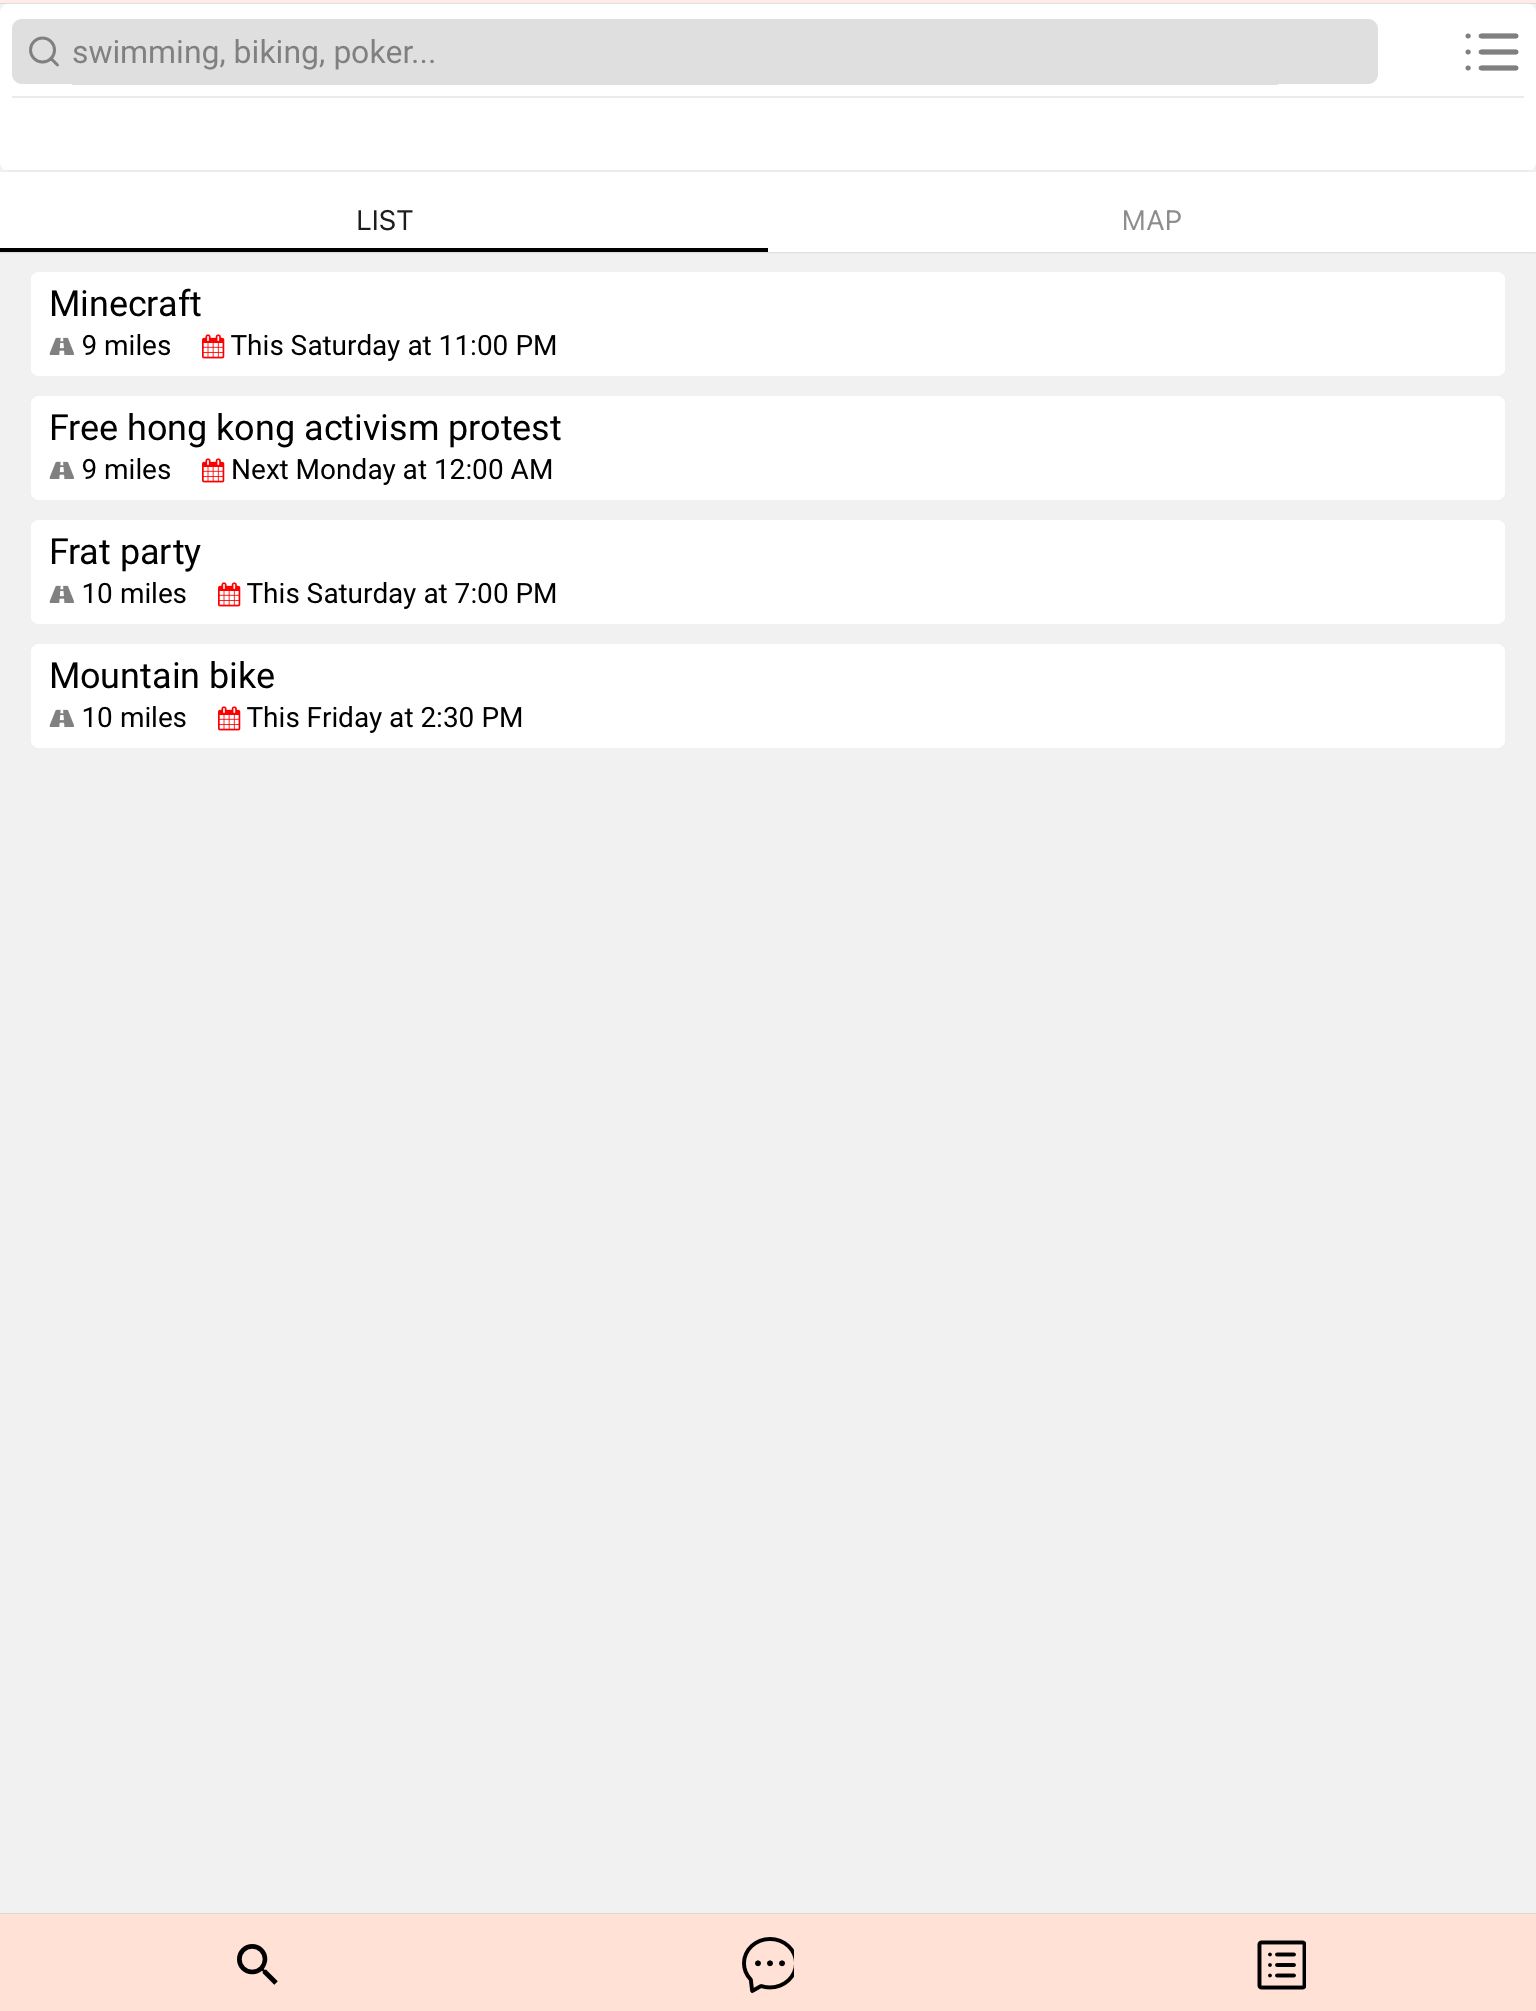 swimming, biking, poker...
LIST
MAP
Minecraft
9 miles This Saturday at 11:00 PM
Free hong kong activism protest
9 miles Next Monday at 12:00 AM
Frat party
10 miles This Saturday at 7:00 PM
Mountain bike
10 miles This Friday at 2:30 PM